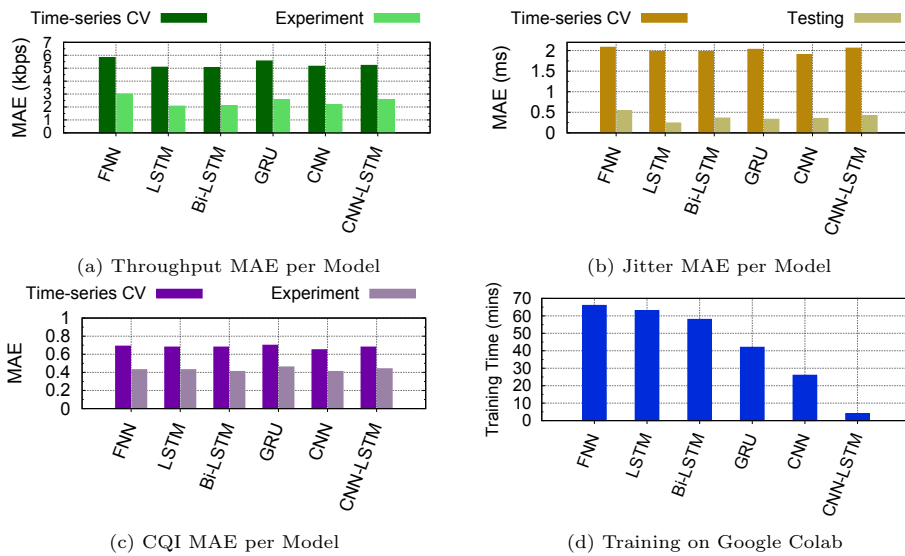 Time-series CV Experiment
MAE (kbps)
7
6
5
4
3
2
1
0
FNN
LSTM
Bi-LSTM
GRU
CNN
CNN-LSTM
(a) Throughput MAE per Model
Time-series CV Testing
MAE (ms)
2
1.5
1
0.5
0
FNN
LSTM
Bi-LSTM
GRU
CNN
CNN-LSTM
(b) Jitter MAE per Model
Time-series CV Experiment
MAE
1
0.8
0.6
0.4
0.2
0
FNN
LSTM
Bi-LSTM
GRU
CNN
CNN-LSTM
(c) CQI MAE per Model
Training Time (mins)
70
60
50
40
30
20
10
0
FNN
LSTM
Bi-LSTM
GRU
CNN
CNN-LSTM
(d) Training on Google Colab